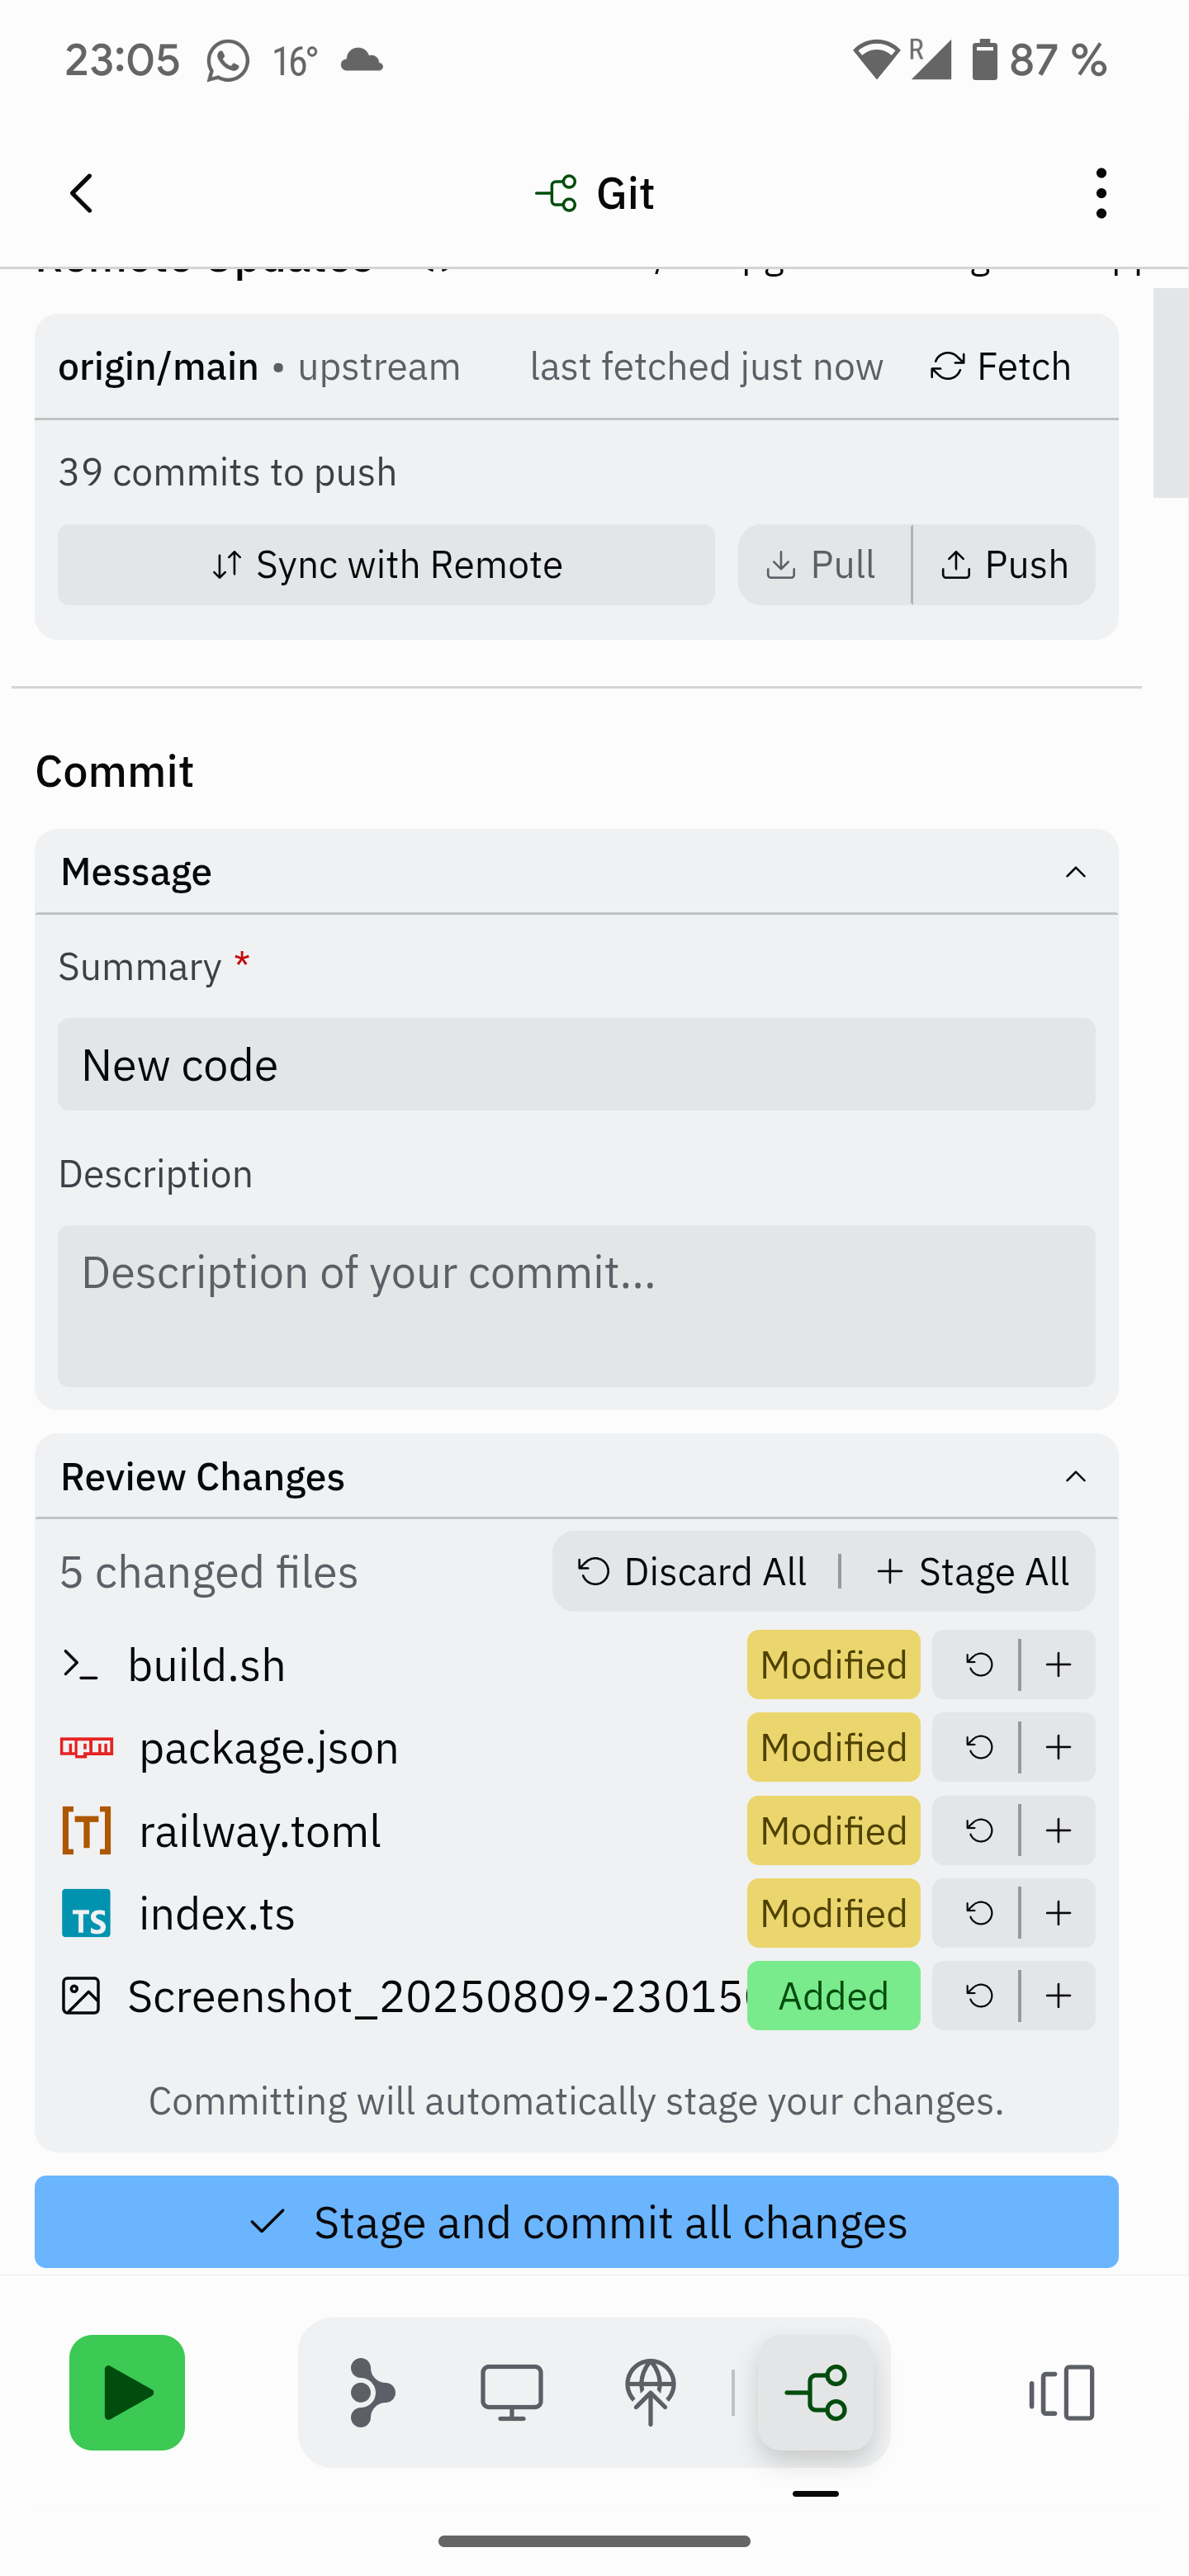 23:05 16° R 87 %
Git
Remote Updates
origin/main • upstream last fetched just now Fetch
39 commits to push
Sync with Remote Pull Push
Commit
Message
Summary *
New code
Description
Description of your commit...
Review Changes
5 changed files Discard All | + Stage All
build.sh Modified
npm package.json Modified
[T] railway.toml Modified
TS index.ts Modified
Screenshot_20250809-23015 Added
Committing will automatically stage your changes.
Stage and commit all changes